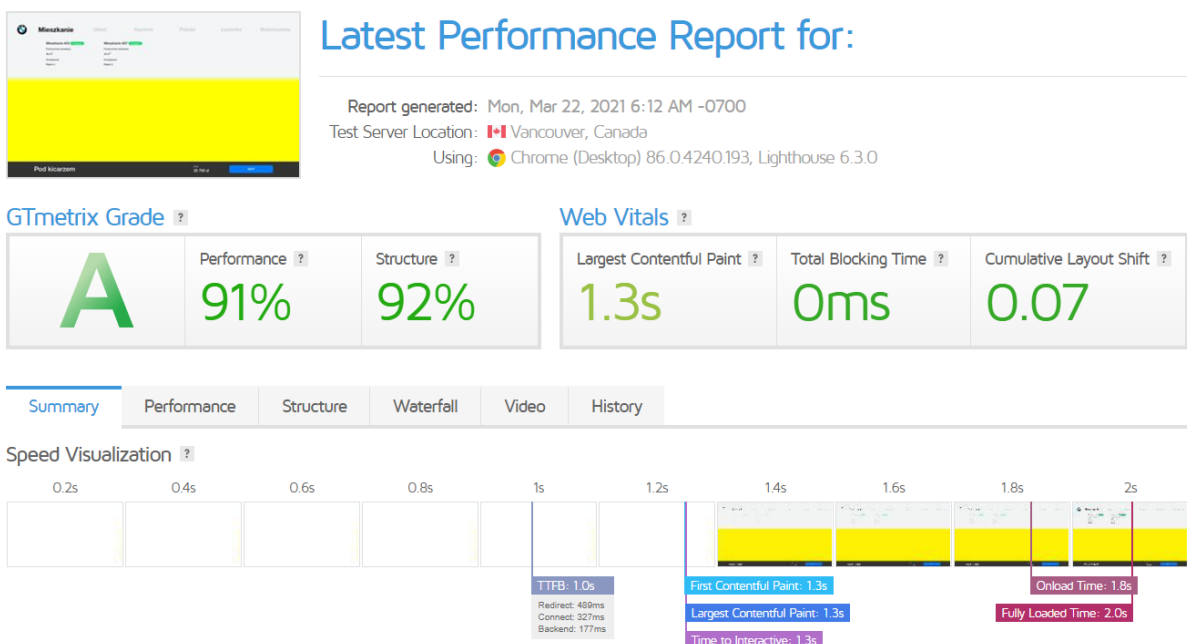 Mieszkanie
Pod kicarzem
Latest Performance Report for:
Report generated: Mon, Mar 22, 2021 6:12 AM -0700
Test Server Location: Vancouver, Canada
Using: Chrome (Desktop) 86.0.4240.193, Lighthouse 6.3.0
GTmetrix Grade ?
Web Vitals ?
A
Performance ?
91%
Structure ?
92%
Largest Contentful Paint ?
1.3s
Total Blocking Time ?
0ms
Cumulative Layout Shift ?
0.07
Summary Performance Structure Waterfall Video History
Speed Visualization ?
0.2s 0.4s 0.6s 0.8s 1s 1.2s 1.4s 1.6s 1.8s 2s
TTFB: 1.0s
Redirect: 489ms
Connect: 327ms
Backend: 177ms
First Contentful Paint: 1.3s
Largest Contentful Paint: 1.3s
Time to Interactive: 1.3s
Onload Time: 1.8s
Fully Loaded Time: 2.0s